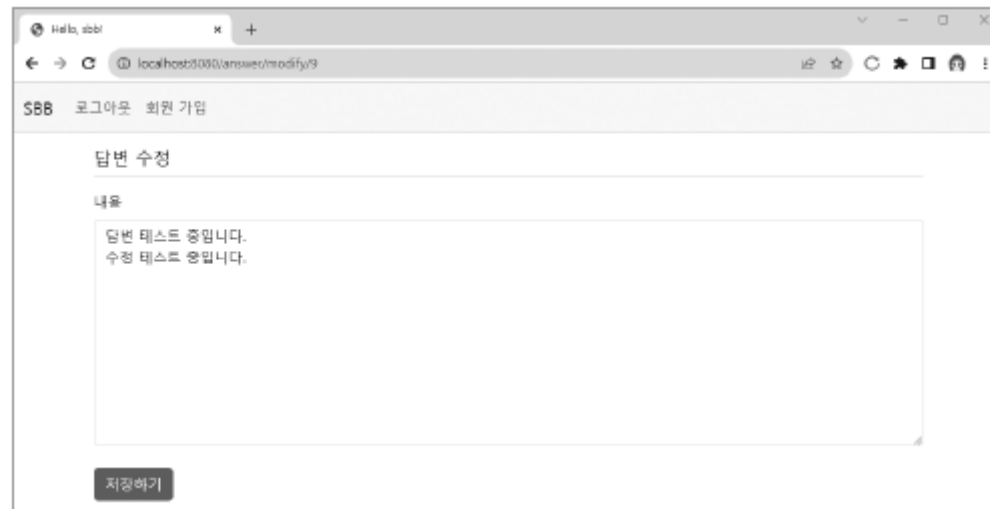 Hello, sbb!
localhost:8080/answer/modify/9
SBB 로그아웃 회원 가입
답변 수정
내용
답변 테스트 중입니다.
수정 테스트 중입니다.
저장하기